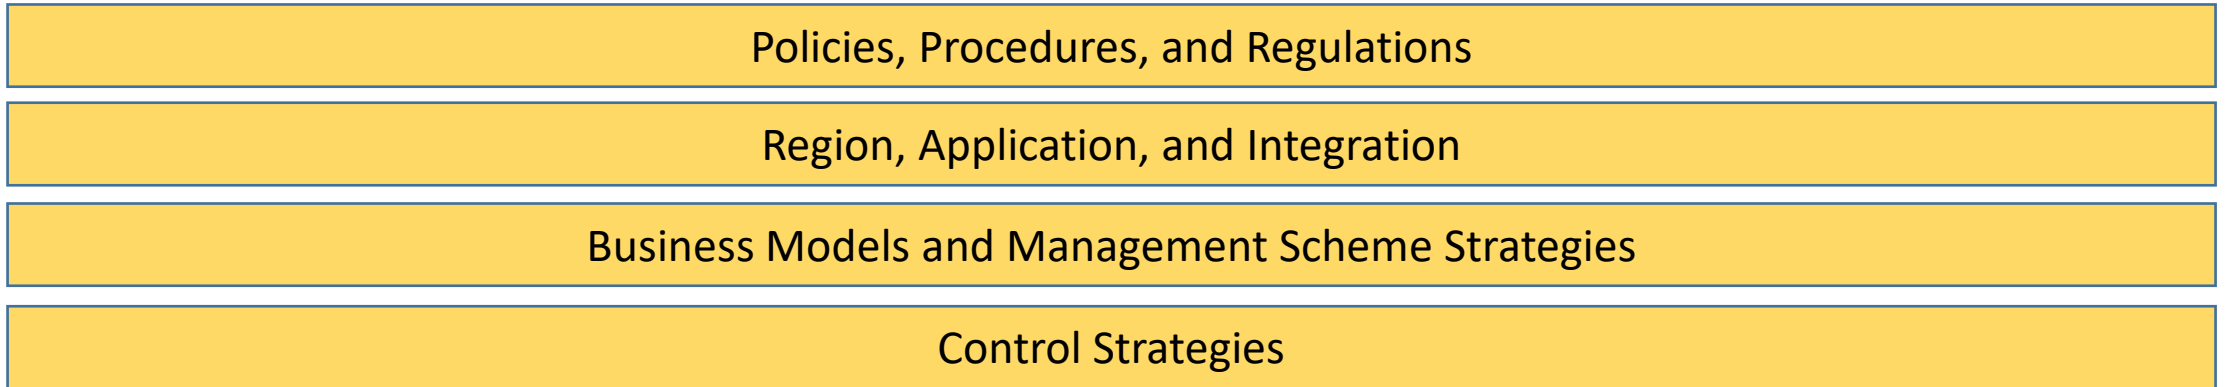 Policies, Procedures, and Regulations
Region, Application, and Integration
Business Models and Management Scheme Strategies
Control Strategies